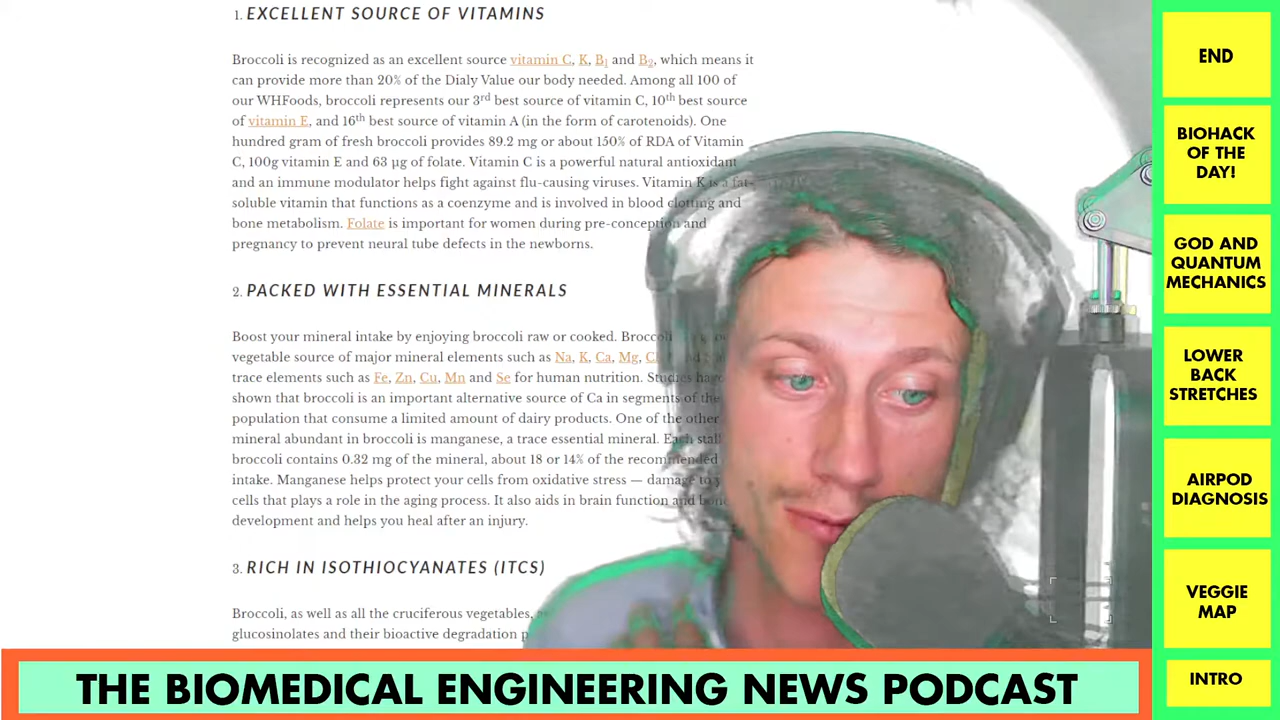 1. EXCELLENT SOURCE OF VITAMINS
Broccoli is recognized as an excellent source vitamin C, K, B1 and B2, which means it
can provide more than 20% of the Dialy Value our body needed. Among all 100 of
our WHFoods, broccoli represents our 3rd best source of vitamin C, 10th best source
of vitamin E, and 16th best source of vitamin A (in the form of carotenoids). One
hundred gram of fresh broccoli provides 89.2 mg or about 150% of RDA of Vitamin
C, 100g vitamin E and 63 µg of folate. Vitamin C is a powerful natural antioxidant
and an immune modulator helps fight against flu-causing viruses. Vitamin K is a fat-
soluble vitamin that functions as a coenzyme and is involved in blood clotting and
bone metabolism. Folate is important for women during pre-conception and
pregnancy to prevent neural tube defects in the newborns.
2. PACKED WITH ESSENTIAL MINERALS
Boost your mineral intake by enjoying broccoli raw or cooked. Broccoli
vegetable source of major mineral elements such as Na, K, Ca, Mg,
trace elements such as Fe, Zn, Cu, Mn and Se for human nutrition. Studies have
shown that broccoli is an important alternative source of Ca in segments of the
population that consume a limited amount of dairy products. One of the other
mineral abundant in broccoli is manganese, a trace essential mineral. Each stalk
broccoli contains 0.32 mg of the mineral, about 18 or 14% of the recommended
intake. Manganese helps protect your cells from oxidative stress — damage to
cells that plays a role in the aging process. It also aids in brain function and bone
development and helps you heal after an injury.
3. RICH IN ISOTHIOCYANATES (ITCS)
Broccoli, as well as all the cruciferous vegetables,
glucosinolates and their bioactive degradation
END
BIOHACK
OF THE
DAY!
GOD AND
QUANTUM
MECHANICS
LOWER
BACK
STRETCHES
AIRPOD
DIAGNOSIS
VEGGIE
MAP
INTRO
THE BIOMEDICAL ENGINEERING NEWS PODCAST